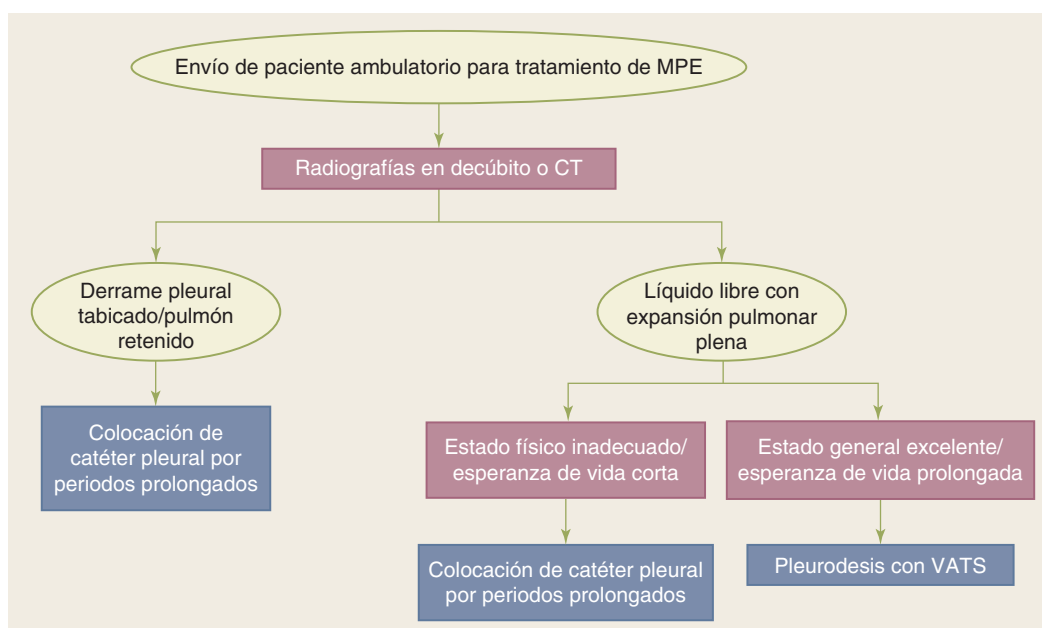 Envío de paciente ambulatorio para tratamiento de MPE
Radiografías en decúbito o CT
Derrame pleural
tabicado/pulmón
retenido
Líquido libre con
expansión pulmonar
plena
Colocación de
catéter pleural por
periodos prolongados
Estado físico inadecuado/
esperanza de vida corta
Estado general excelente/
esperanza de vida prolongada
Colocación de catéter pleural
por periodos prolongados
Pleurodesis con VATS